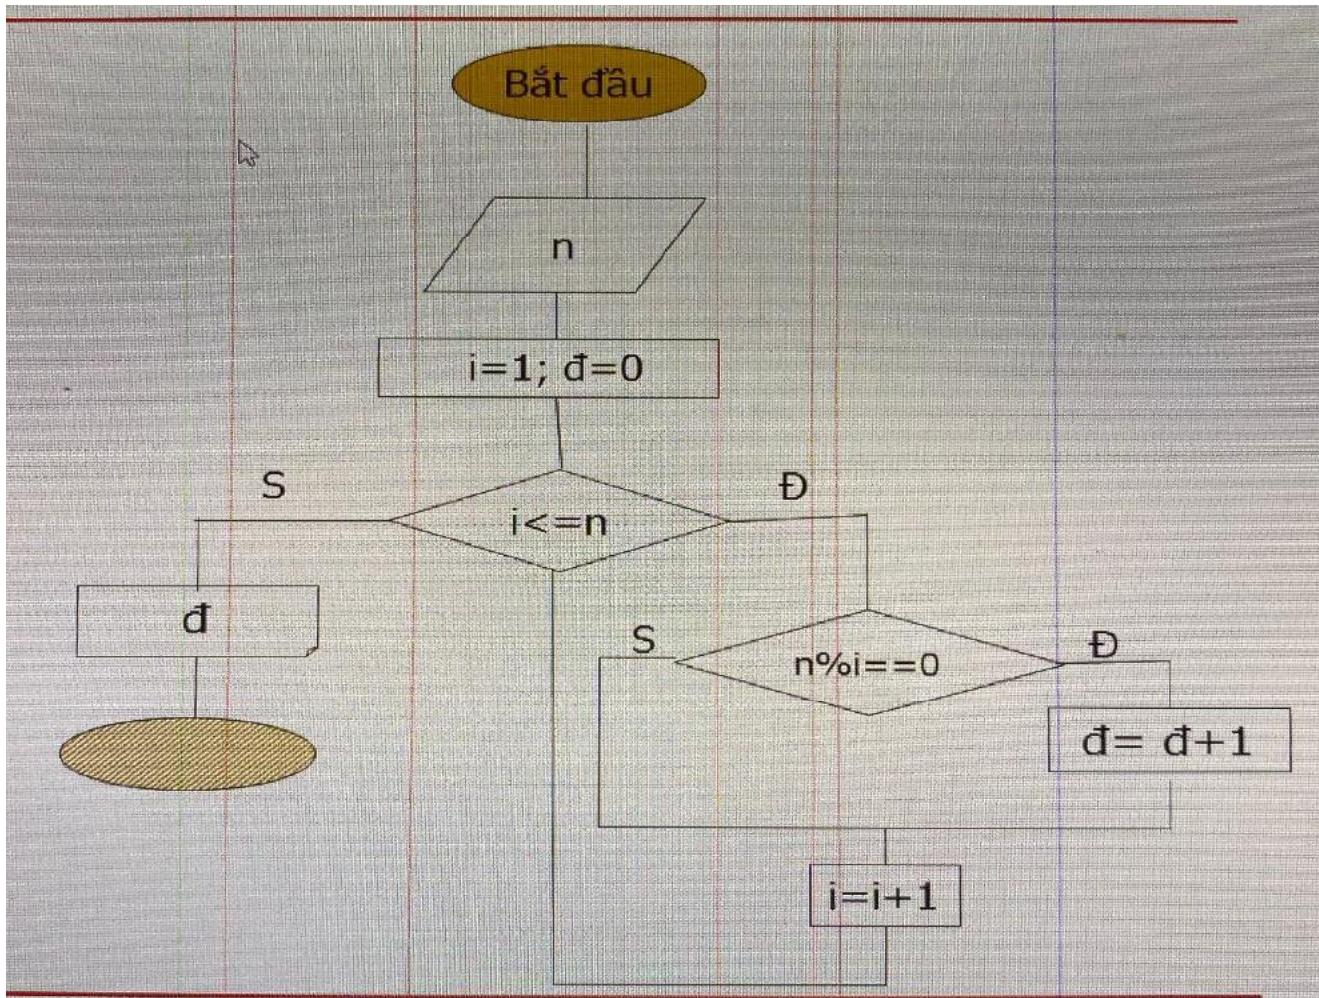 Bắt đầu
n
i=1; đ=0
S
Đ
i<=n
đ
S
Đ
n%i==0
đ= đ+1
i=i+1